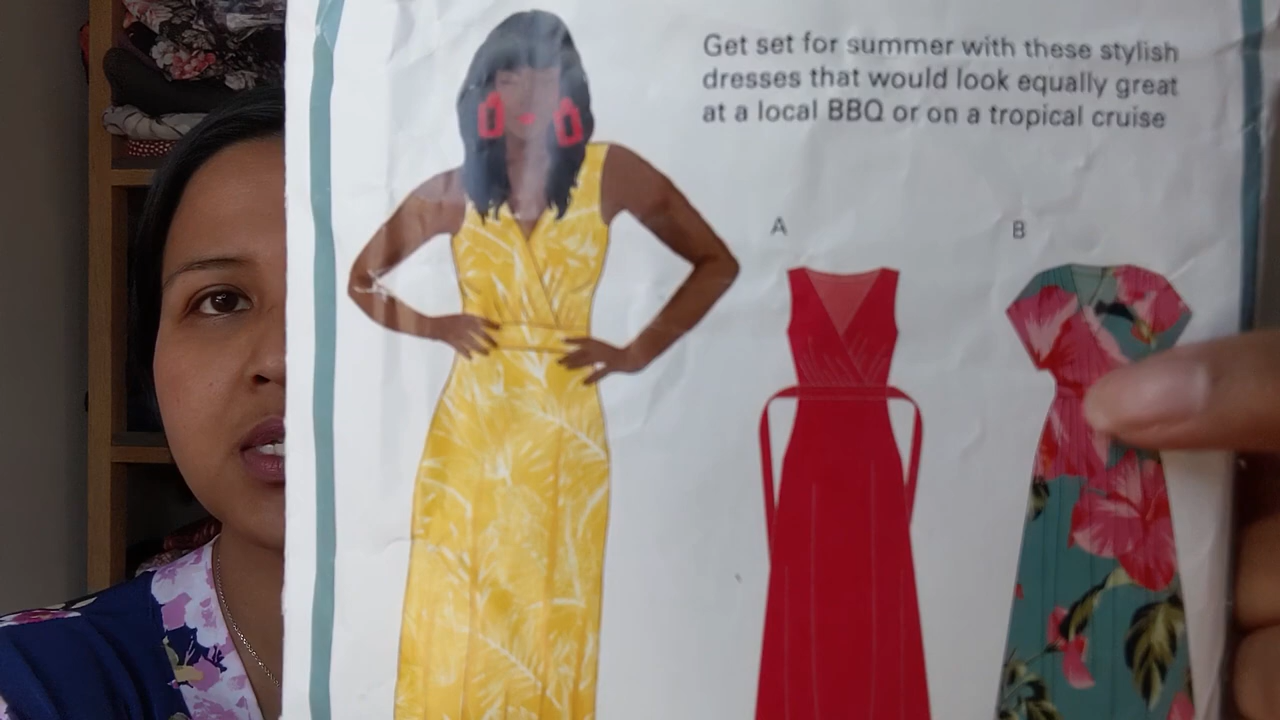 Get set for summer with these stylish
dresses that would look equally great
at a local BBQ or on a tropical cruise
A
B